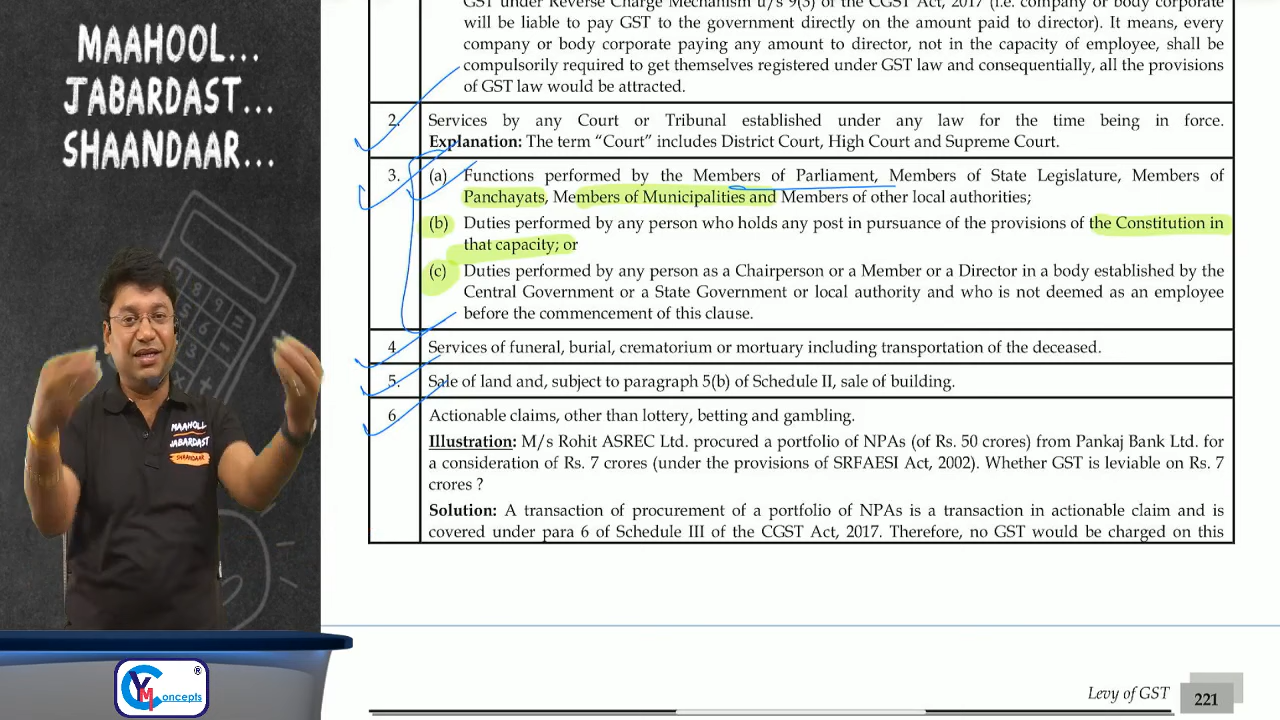 MAAHOOL...
JABARDAST...
SHAANDAAR...
MAAHOOL
JABARDAST
SHAANDAAR
YM Concepts
®
GST under Reverse Charge Mechanism u/s 9(3) of the CGST Act, 2017 (i.e. company or body corporate
will be liable to pay GST to the government directly on the amount paid to director). It means, every
company or body corporate paying any amount to director, not in the capacity of employee, shall be
compulsorily required to get themselves registered under GST law and consequentially, all the provisions
of GST law would be attracted.
2. Services by any Court or Tribunal established under any law for the time being in force.
Explanation: The term “Court” includes District Court, High Court and Supreme Court.
3. (a) Functions performed by the Members of Parliament, Members of State Legislature, Members of
Panchayats, Members of Municipalities and Members of other local authorities;
(b) Duties performed by any person who holds any post in pursuance of the provisions of the Constitution in
that capacity; or
(c) Duties performed by any person as a Chairperson or a Member or a Director in a body established by the
Central Government or a State Government or local authority and who is not deemed as an employee
before the commencement of this clause.
4 Services of funeral, burial, crematorium or mortuary including transportation of the deceased.
5. Sale of land and, subject to paragraph 5(b) of Schedule II, sale of building.
6. Actionable claims, other than lottery, betting and gambling.
Illustration: M/s Rohit ASREC Ltd. procured a portfolio of NPAs (of Rs. 50 crores) from Pankaj Bank Ltd. for
a consideration of Rs. 7 crores (under the provisions of SRFAESI Act, 2002). Whether GST is leviable on Rs. 7
crores ?
Solution: A transaction of procurement of a portfolio of NPAs is a transaction in actionable claim and is
covered under para 6 of Schedule III of the CGST Act, 2017. Therefore, no GST would be charged on this
Levy of GST 221